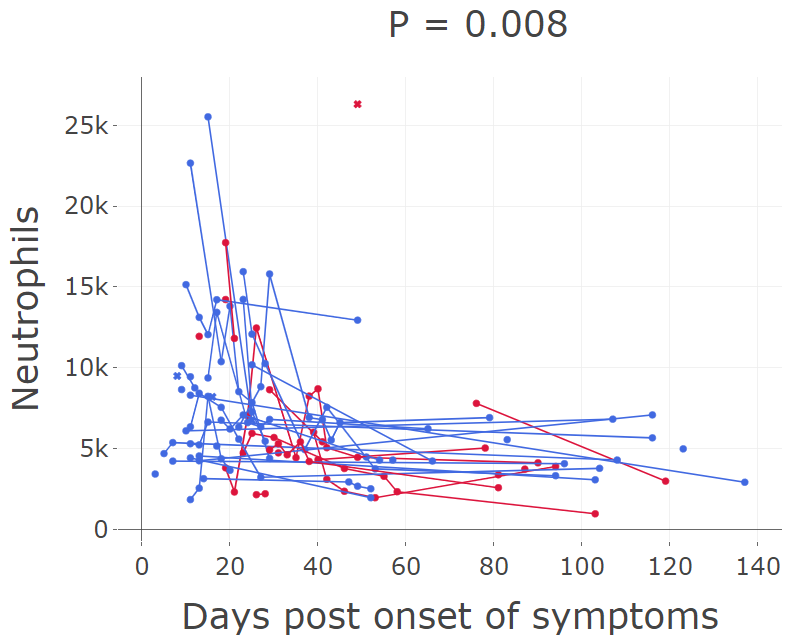 P = 0.008
Neutrophils
25k
20k
15k
10k
5k
0
0 20 40 60 80 100 120 140
Days post onset of symptoms